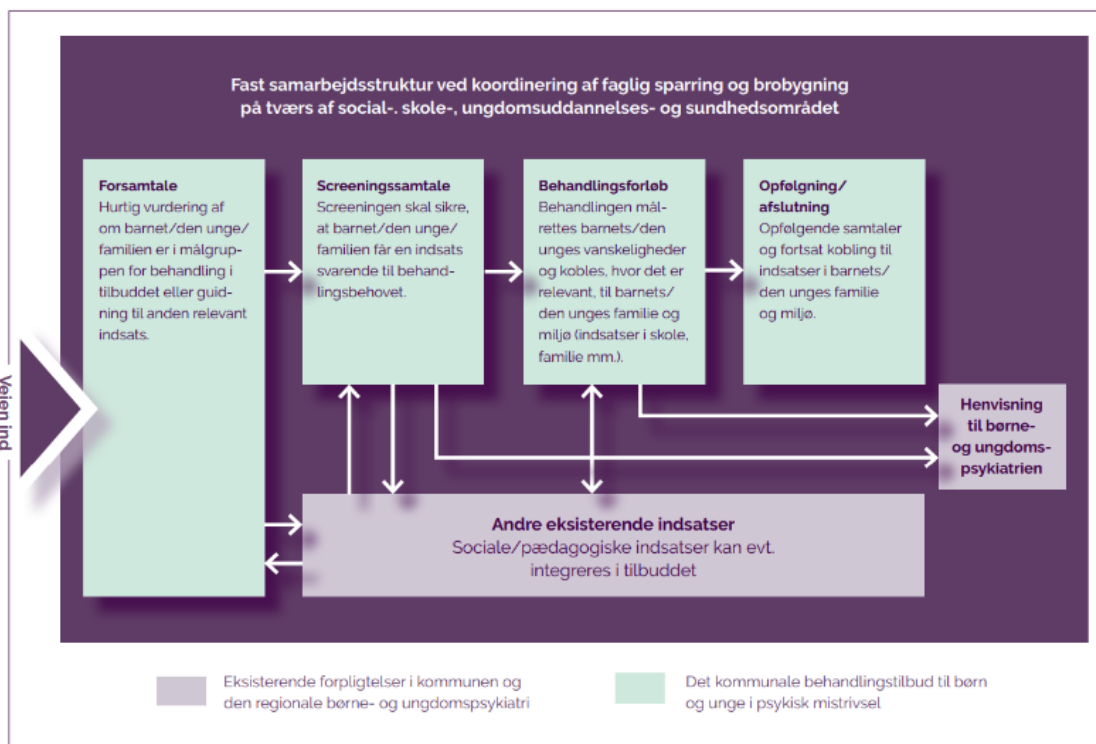 Fast samarbejdsstruktur ved koordinering af faglig sparring og brobygning
på tværs af social-. skole-, ungdomsuddannelses- og sundhedsområdet
Vejen ind
Forsamtale
Hurtig vurdering af
om barnet/den unge/
familien er i målgrup-
pen for behandling i
tilbuddet eller guid-
ning til anden relevant
indsats.
Screeningssamtale
Screeningen skal sikre,
at barnet/den unge/
familien får en indsats
svarende til behand-
lingsbehovet.
Behandlingsforløb
Behandlingen mål-
rettes barnets/den
unges vanskeligheder
og kobles, hvor det er
relevant, til barnets/
den unges familie og
miljø (indsatser i skole,
familie mm.).
Opfølgning/
afslutning
Opfølgende samtaler
og fortsat kobling til
indsatser i barnets/
den unges familie
og miljø.
Henvisning
til børne-
og ungdoms-
psykiatrien
Andre eksisterende indsatser
Sociale/pædagogiske indsatser kan evt.
integreres i tilbuddet
Eksisterende forpligtelser i kommunen og
den regionale børne- og ungdomspsykiatri
Det kommunale behandlingstilbud til børn
og unge i psykisk mistrivsel